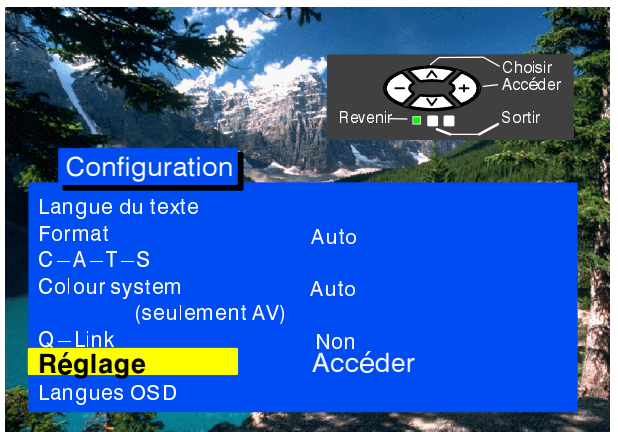 Choisir
Accéder
Revenir
Sortir
Configuration
Langue du texte
Format Auto
C–A–T–S
Colour system Auto
(seulement AV)
Q–Link Non
Réglage Accéder
Langues OSD